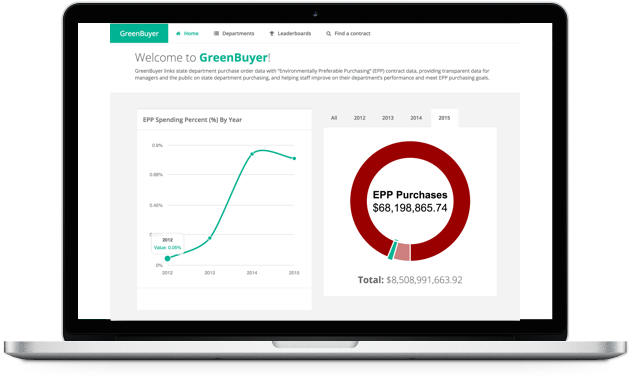 GreenBuyer
Home
Departments
Leaderboards
Find a contract
Welcome to GreenBuyer!
GreenBuyer links state department purchase order data with "Environmentally Preferable Purchasing" (EPP) contract data, providing transparent data for
managers and the public on state department purchasing, and helping staff improve on their department's performance and meet EPP purchasing goals.
EPP Spending Percent (%) By Year
0.9%
0.68%
0.45%
0%
2012
Value: 0.05%
2012
2013
2014
2015
All
2012
2013
2014
2015
EPP Purchases
$68,198,865.74
Total: $8,508,991,663.92